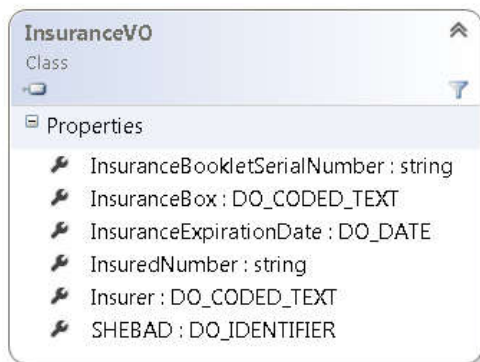 InsuranceVO
Class
Properties
InsuranceBookletSerialNumber : string
InsuranceBox : DO_CODED_TEXT
InsuranceExpirationDate : DO_DATE
InsuredNumber : string
Insurer : DO_CODED_TEXT
SHEBAD : DO_IDENTIFIER